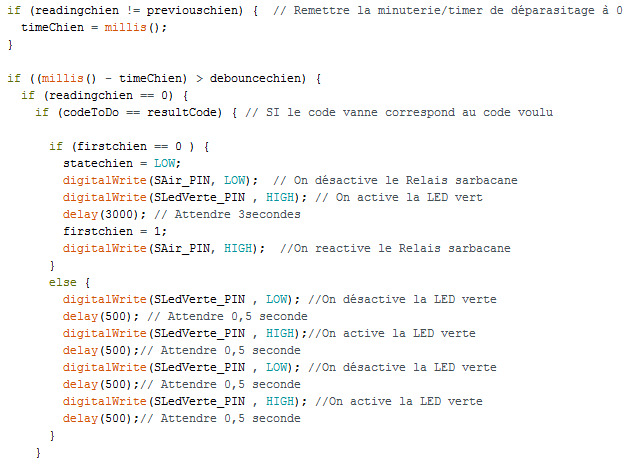 if (readingchien != previouschien) {  // Remettre la minuterie/timer de déparasitage à 0
  timeChien = millis();
}

if ((millis() - timeChien) > debouncechien) {
  if (readingchien == 0) {
    if (codeToDo == resultCode) { // SI le code vanne correspond au code voulu

      if (firstchien == 0 ) {
        statechien = LOW;
        digitalWrite(SAir_PIN, LOW);  // On désactive le Relais sarbacane
        digitalWrite(SLedVerte_PIN , HIGH); // On active la LED vert
        delay(3000); // Attendre 3secondes
        firstchien = 1;
        digitalWrite(SAir_PIN, HIGH);  //On reactive le Relais sarbacane
      }
      else {
        digitalWrite(SLedVerte_PIN , LOW); //On désactive la LED verte
        delay(500); // Attendre 0,5 seconde
        digitalWrite(SLedVerte_PIN , HIGH);//On active la LED verte
        delay(500);// Attendre 0,5 seconde
        digitalWrite(SLedVerte_PIN , LOW); //On désactive la LED verte
        delay(500);// Attendre 0,5 seconde
        digitalWrite(SLedVerte_PIN , HIGH); //On active la LED verte
        delay(500);// Attendre 0,5 seconde
      }
    }